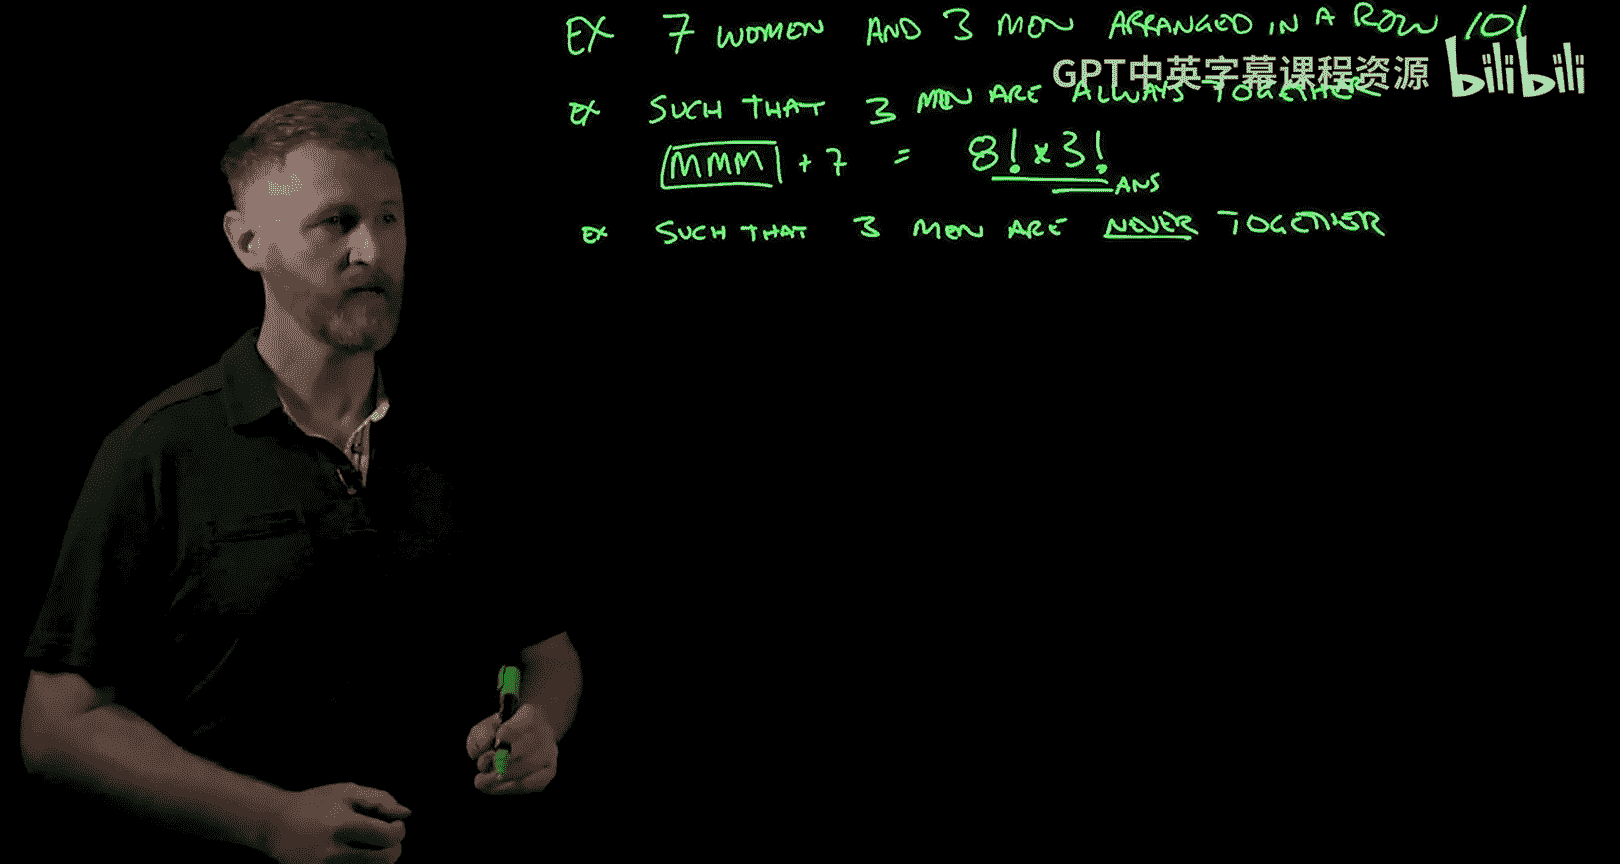 EX 7 WOMEN AND 3 MEN ARRANGED IN A ROW 10!
GPT中英字幕课程资源 bilibili
EX SUCH THAT 3 MEN ARE ALWAYS TOGETHER
MMM + 7 = 8! × 3!
ANS
EX SUCH THAT 3 MEN ARE NEVER TOGETHER